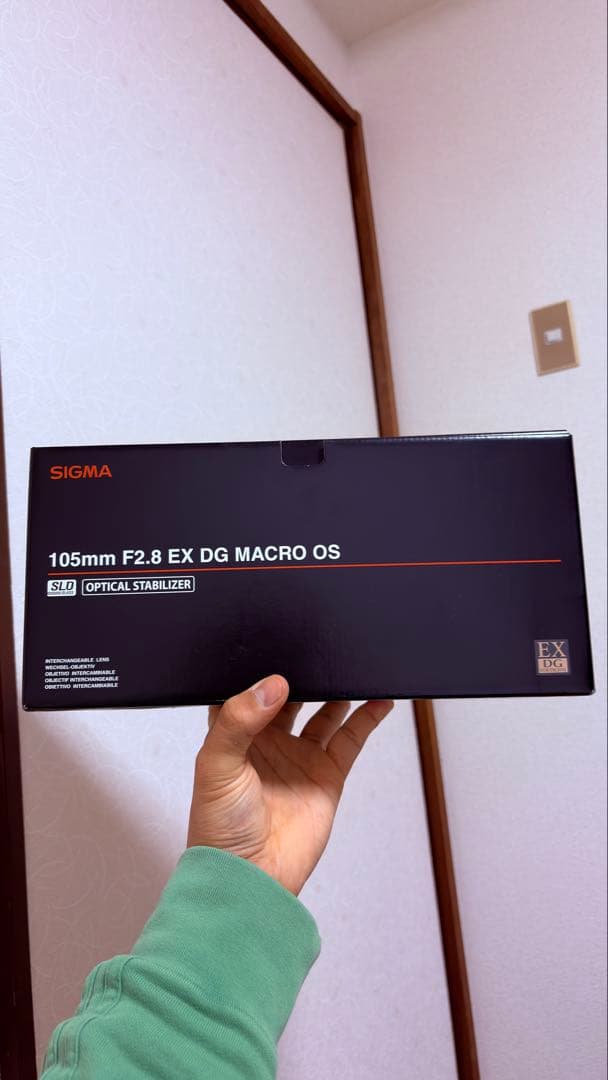 SIGMA
105mm F2.8 EX DG MACRO OS
SLD OPTICAL STABILIZER
INTERCHANGEABLE LENS
WECHSEL-OBJEKTIV
OBJETIVO INTERCAMBIABLE
OBJECTIF INTERCHANGEABLE
OBIETTIVO INTERCAMBIABILE
EX
DG